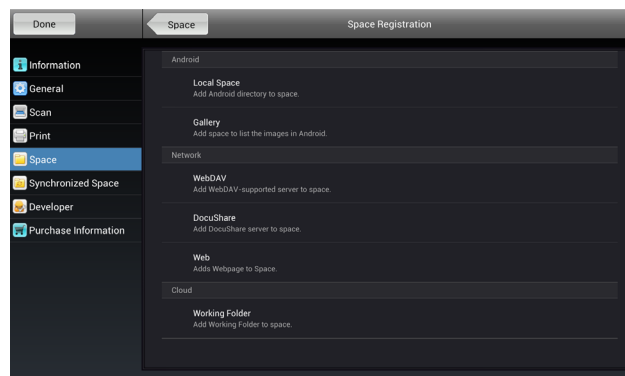 Done
Space
Space Registration
Information
General
Scan
Print
Space
Synchronized Space
Developer
Purchase Information
Android
Local Space
Add Android directory to space.
Gallery
Add space to list the images in Android.
Network
WebDAV
Add WebDAV-supported server to space.
DocuShare
Add DocuShare server to space.
Web
Adds Webpage to Space.
Cloud
Working Folder
Add Working Folder to space.